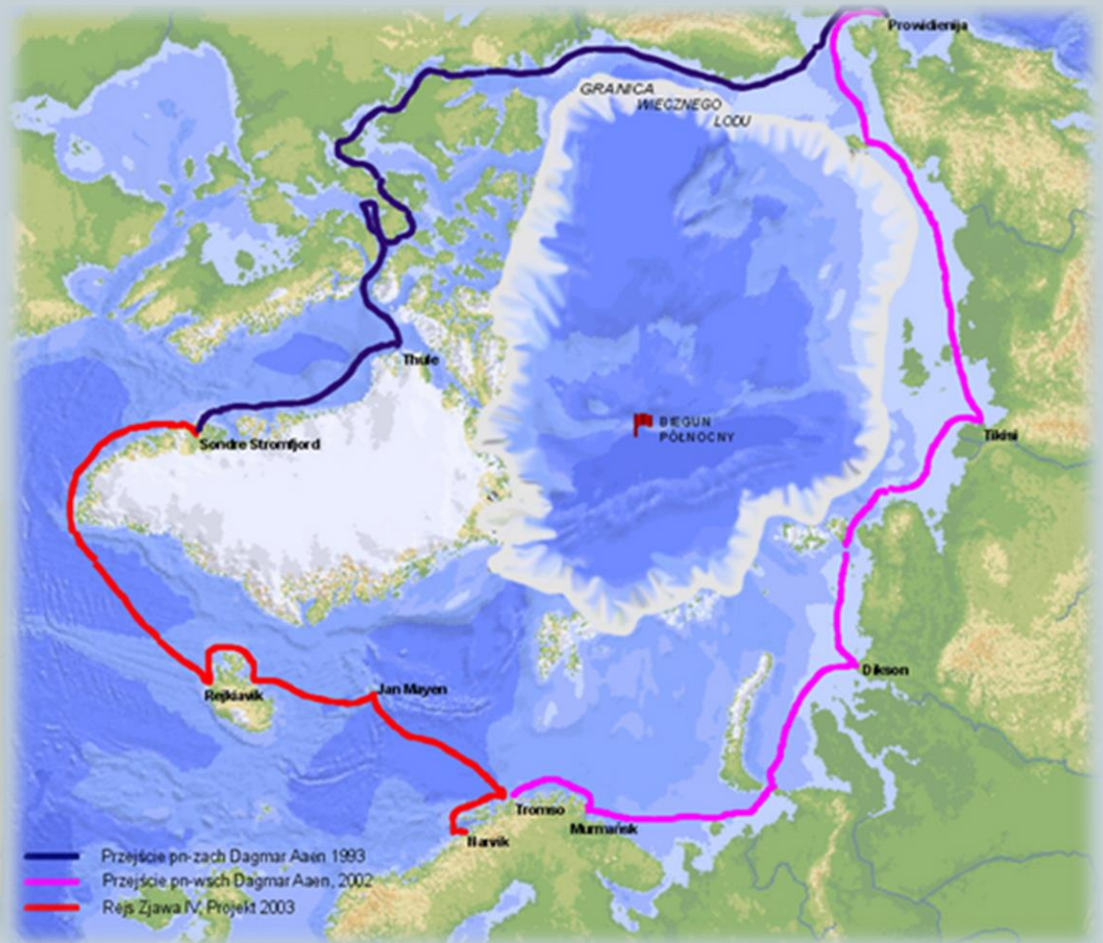 Prowidienija
GRANICA
WIECZNEGO
LODU
Thule
BIEGUN
PÓŁNOCNY
Sondre Stromfjord
Tikisi
Dikson
Rejkiavik
Jan Mayen
Tromso
Murmańsk
Narvik
Przejście pn-zach Dagmar Aaen 1993
Przejście pn-wsch Dagmar Aaen, 2002
Rejs Zjawa IV, Projekt 2003